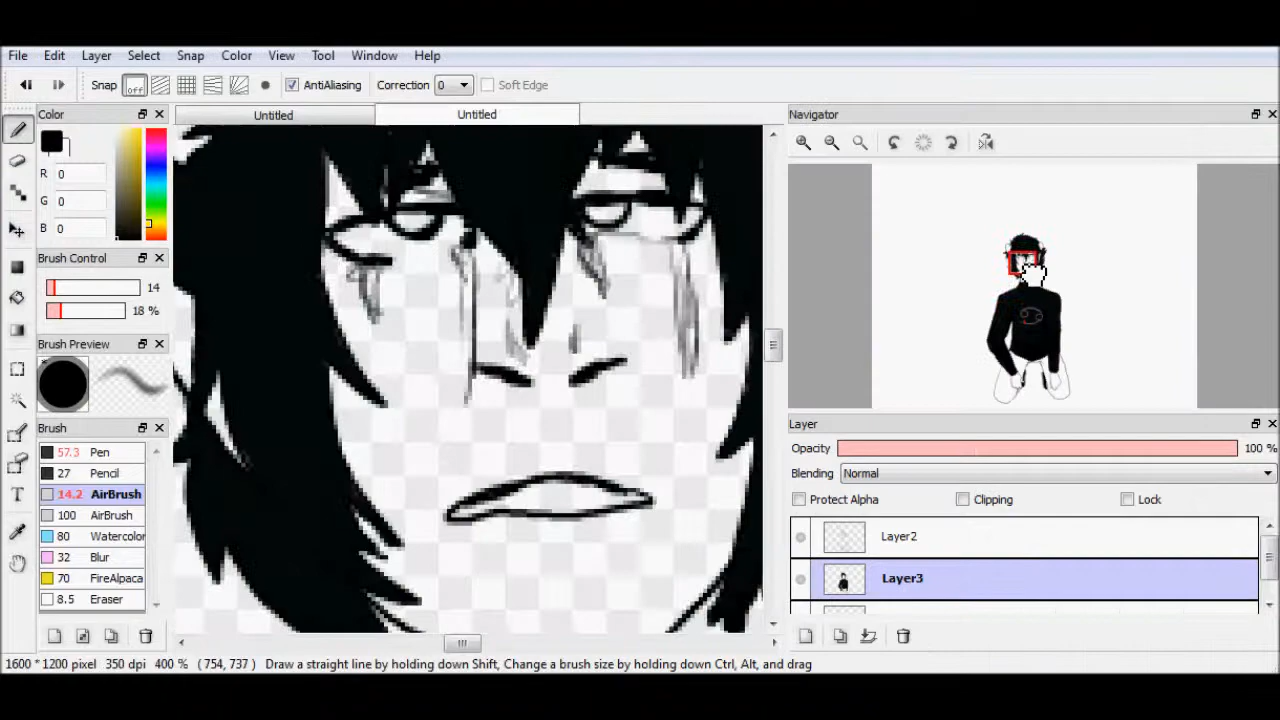 File Edit Layer Select Snap Color View Tool Window Help
Snap off AntiAliasing Correction 0 Soft Edge
Color
R 0
G 0
B 0
Brush Control
14
18 %
Brush Preview
Brush
57.3 Pen
27 Pencil
14.2 AirBrush
100 AirBrush
80 Watercolor
32 Blur
70 FireAlpaca
8.5 Eraser
Untitled Untitled
Navigator
Layer
Opacity 100 %
Blending Normal
Protect Alpha Clipping Lock
Layer2
Layer3
1600 * 1200 pixel 350 dpi 400 % ( 754, 737 ) Draw a straight line by holding down Shift, Change a brush size by holding down Ctrl, Alt, and drag